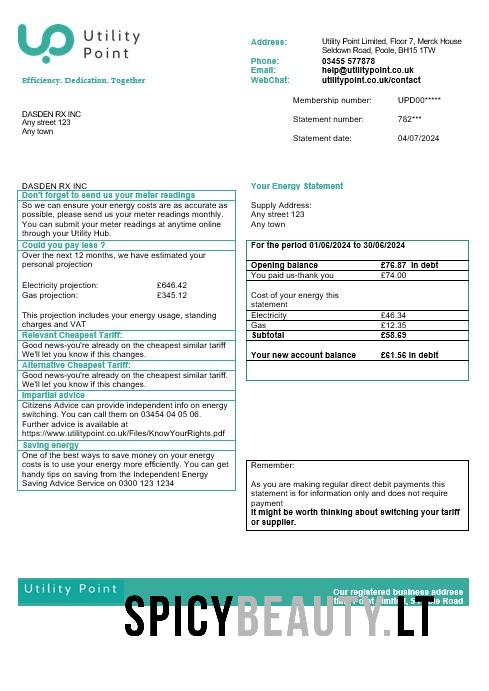 Utility
Point
Efficiency. Dedication. Together
Address: Utility Point Limited, Floor 7, Merck House
Seldown Road, Poole, BH15 1TW
Phone: 03455 577878
Email: help@utilitypoint.co.uk
WebChat: utilitypoint.co.uk/contact
Membership number: UPD00*****
Statement number: 782***
Statement date: 04/07/2024
DASDEN RX INC
Any street 123
Any town
DASDEN RX INC
Don't forget to send us your meter readings
So we can ensure your energy costs are as accurate as
possible, please send us your meter readings monthly.
You can submit your meter readings at anytime online
through your Utility Hub.
Could you pay less ?
Over the next 12 months, we have estimated your
personal projection
Electricity projection: £646.42
Gas projection: £345.12
This projection includes your energy usage, standing
charges and VAT
Relevant Cheapest Tariff:
Good news-you're already on the cheapest similar tariff
We'll let you know if this changes.
Alternative Cheapest Tariff:
Good news-you're already on the cheapest similar tariff
We'll let you know if this changes.
Impartial advice
Citizens Advice can provide independent info on energy
switching. You can call them on 03454 04 05 06.
Further advice is available at
https://www.utilitypoint.co.uk/Files/KnowYourRights.pdf
Saving energy
One of the best ways to save money on your energy
costs is to use your energy more efficiently. You can get
handy tips on saving from the Independent Energy
Saving Advice Service on 0300 123 1234
Your Energy Statement
Supply Address:
Any street 123
Any town
For the period 01/06/2024 to 30/06/2024
Opening balance £76.87 in debt
You paid us-thank you £74.00
Cost of your energy this
statement
Electricity £46.34
Gas £12.35
Subtotal £58.69
Your new account balance £61.56 in debit
Remember:
As you are making regular direct debit payments this
statement is for information only and does not require
payment
It might be worth thinking about switching your tariff
or supplier.
Utility Point
Our registered business address
Road
SPICYBEAUTY.LT